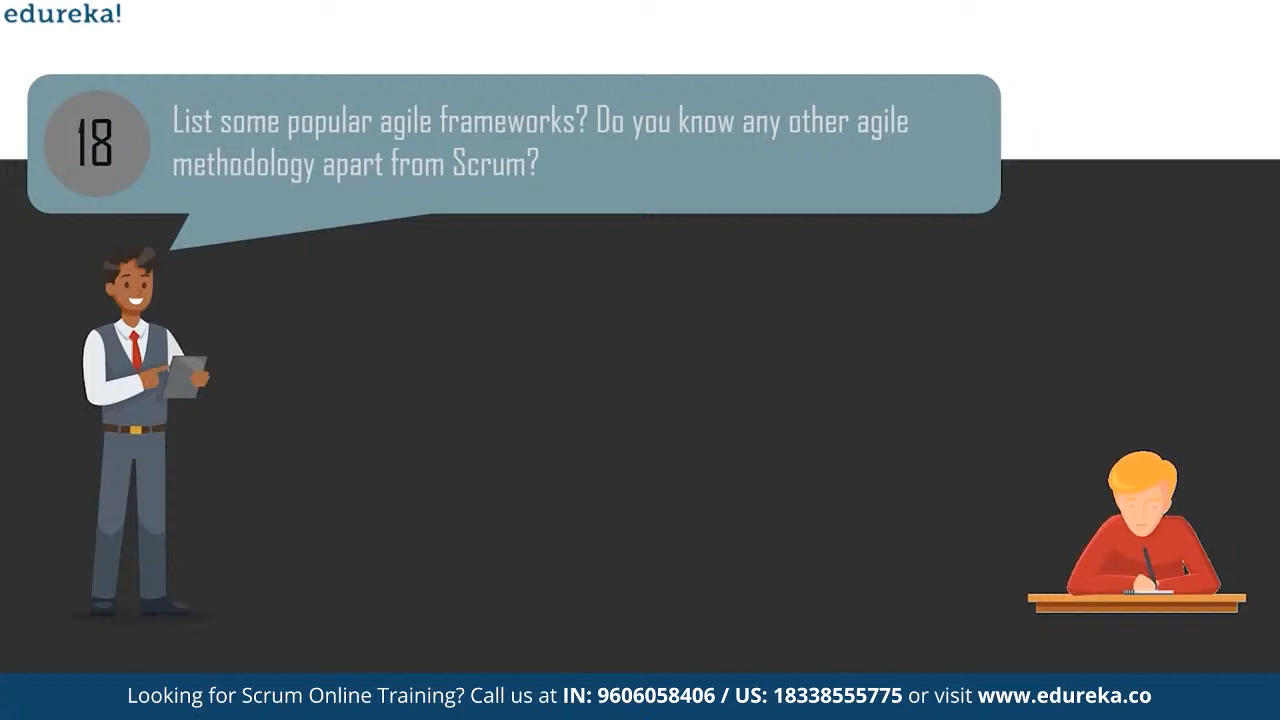 edureka!
18
List some popular agile frameworks? Do you know any other agile
methodology apart from Scrum?
Looking for Scrum Online Training? Call us at IN: 9606058406 / US: 18338555775 or visit www.edureka.co